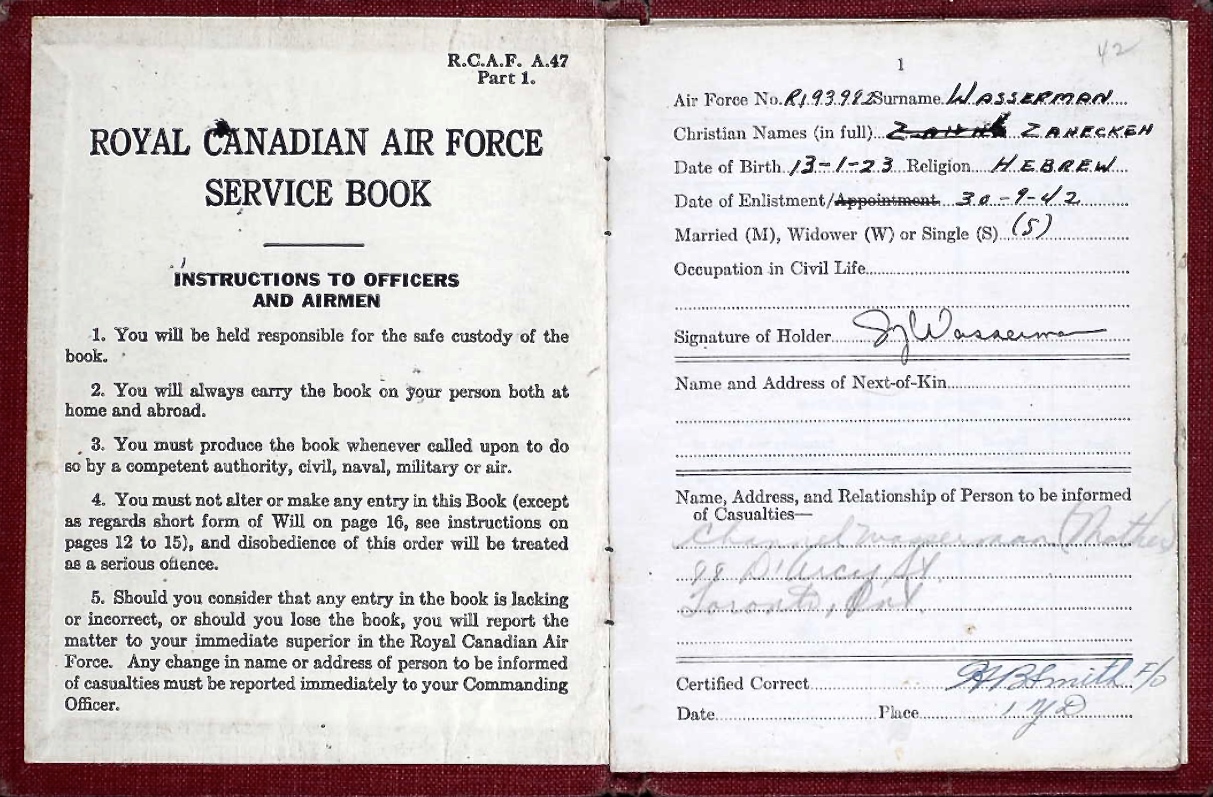 R.C.A.F. A.47
Part 1.
ROYAL CANADIAN AIR FORCE
SERVICE BOOK
INSTRUCTIONS TO OFFICERS
AND AIRMEN
1. You will be held responsible for the safe custody of the
book.
2. You will always carry the book on your person both at
home and abroad.
3. You must produce the book whenever called upon to do
so by a competent authority, civil, naval, military or air.
4. You must not alter or make any entry in this Book (except
as regards short form of Will on page 16, see instructions on
pages 12 to 15), and disobedience of this order will be treated
as a serious offence.
5. Should you consider that any entry in the book is lacking
or incorrect, or should you lose the book, you will report the
matter to your immediate superior in the Royal Canadian Air
Force. Any change in name or address of person to be informed
of casualties must be reported immediately to your Commanding
Officer.
42
1
Air Force No. R193982 Surname WASSERMAN
Christian Names (in full) ZANECKEH
Date of Birth 13-1-23 Religion HEBREW
Date of Enlistment/Appointment 30-9-42
Married (M), Widower (W) or Single (S) (S)
Occupation in Civil Life
Signature of Holder Sy Wasserman
Name and Address of Next-of-Kin
Name, Address, and Relationship of Person to be informed
of Casualties—
Wasserman (Mother
98 D'Arcy St.
Toronto, Ont.
Certified Correct HB Smith F/O
Date Place 1 YD